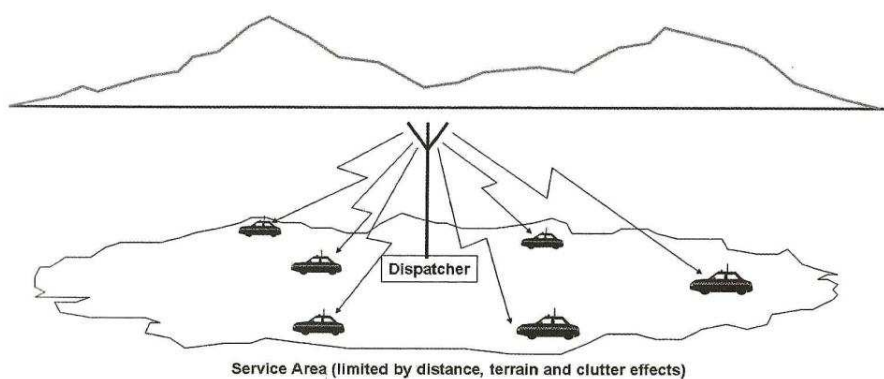 Dispatcher
Service Area (limited by distance, terrain and clutter effects)